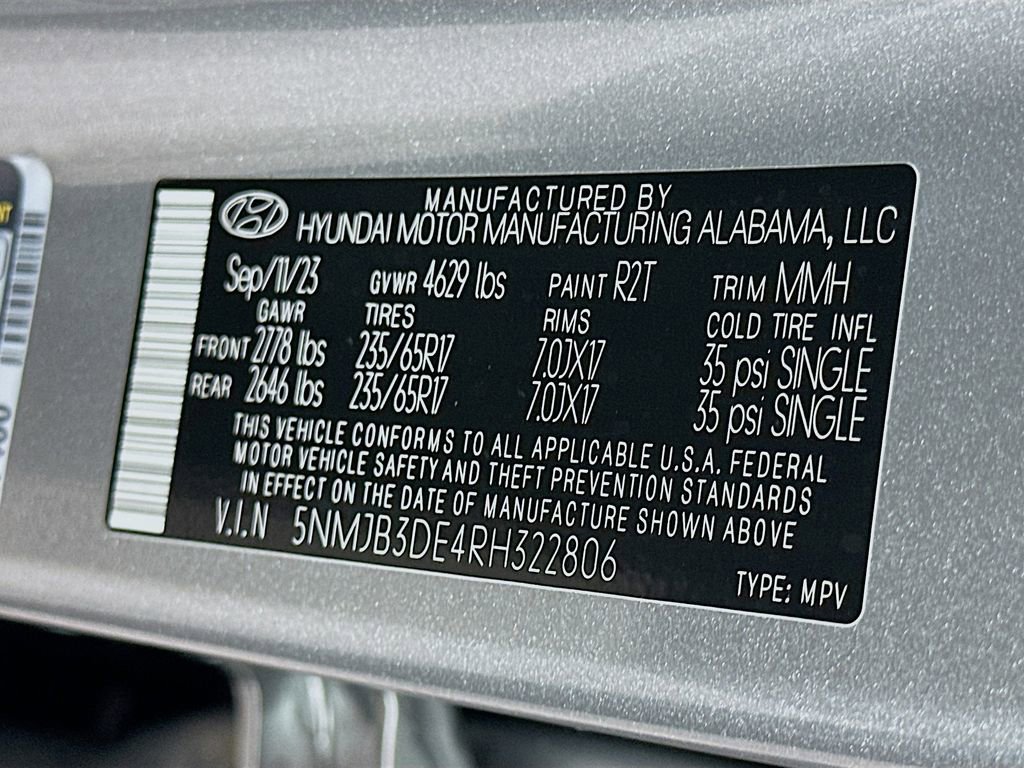 MANUFACTURED BY
HYUNDAI MOTOR MANUFACTURING ALABAMA, LLC
Sep/11/23 GVWR 4629 lbs PAINT R2T TRIM MMH
GAWR TIRES RIMS COLD TIRE INFL
FRONT 2778 lbs 235/65R17 7.0JX17 35 psi SINGLE
REAR 2646 lbs 235/65R17 7.0JX17 35 psi SINGLE
THIS VEHICLE CONFORMS TO ALL APPLICABLE U.S.A. FEDERAL
MOTOR VEHICLE SAFETY AND THEFT PREVENTION STANDARDS
IN EFFECT ON THE DATE OF MANUFACTURE SHOWN ABOVE
V.I.N 5NMJB3DE4RH322806
TYPE: MPV